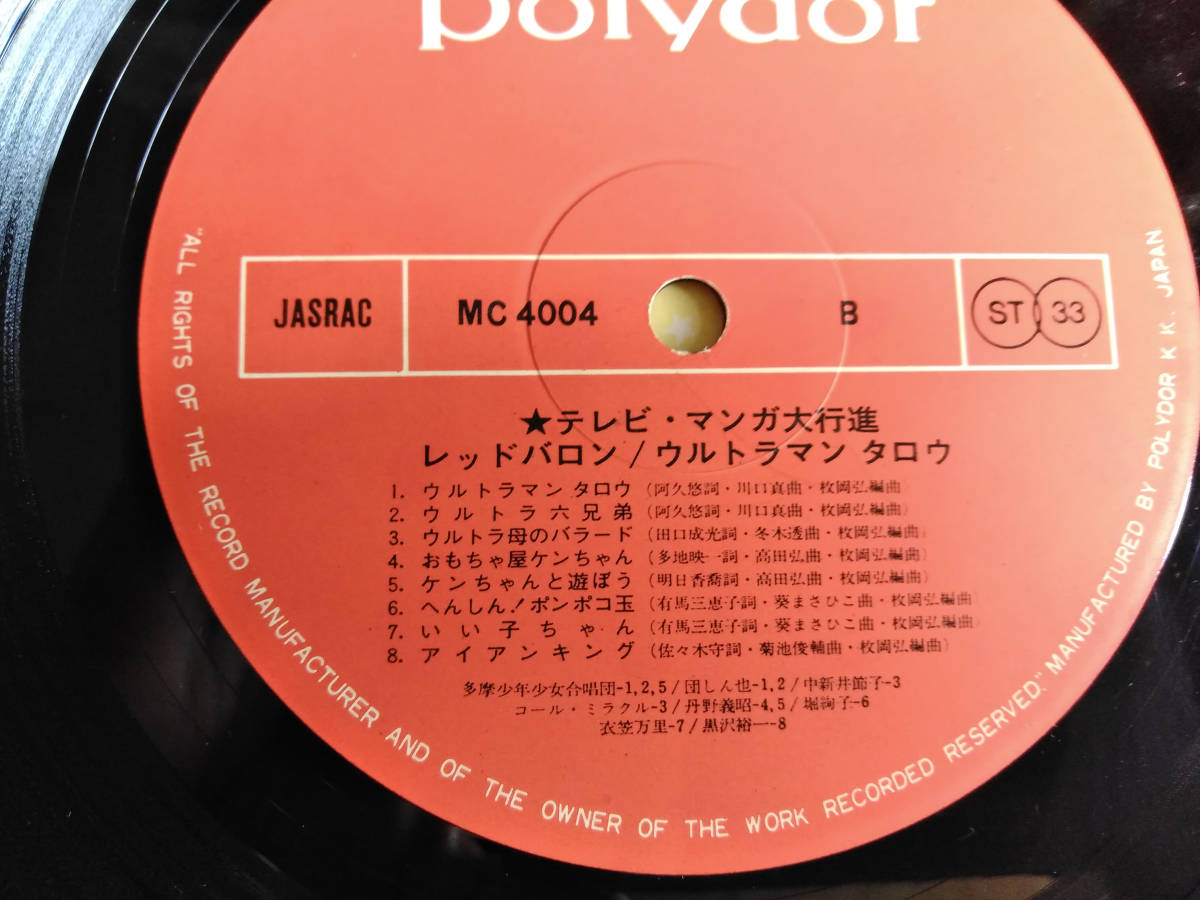 polydor
JASRAC MC 4004 B ST 33
★テレビ・マンガ大行進
レッドバロン/ウルトラマン タロウ
1. ウルトラマン タロウ (阿久悠詞・川口真曲・枚岡弘編曲)
2. ウルトラ六兄弟 (阿久悠詞・川口真曲・枚岡弘編曲)
3. ウルトラ母のバラード (田口成光詞・冬木透曲・枚岡弘編曲)
4. おもちゃ屋ケンちゃん (多地映一詞・高田弘曲・枚岡弘編曲)
5. ケンちゃんと遊ぼう (明日香喬詞・高田弘曲・枚岡弘編曲)
6. へんしん!ポンポコ玉 (有馬三恵子詞・葵まさひこ曲・枚岡弘編曲)
7. いい子ちゃん (有馬三恵子詞・葵まさひこ曲・枚岡弘編曲)
8. アイアンキング (佐々木守詞・菊池俊輔曲・枚岡弘編曲)
多摩少年少女合唱団-1,2,5/団しん也-1,2/中新井節子-3
コール・ミラクル-3/丹野義昭-4,5/堀絢子-6
衣笠万里-7/黒沢裕一-8
"ALL RIGHTS OF THE RECORD MANUFACTURER AND OF THE OWNER OF THE WORK RECORDED RESERVED." MANUFACTURED BY POLYDOR K K. JAPAN